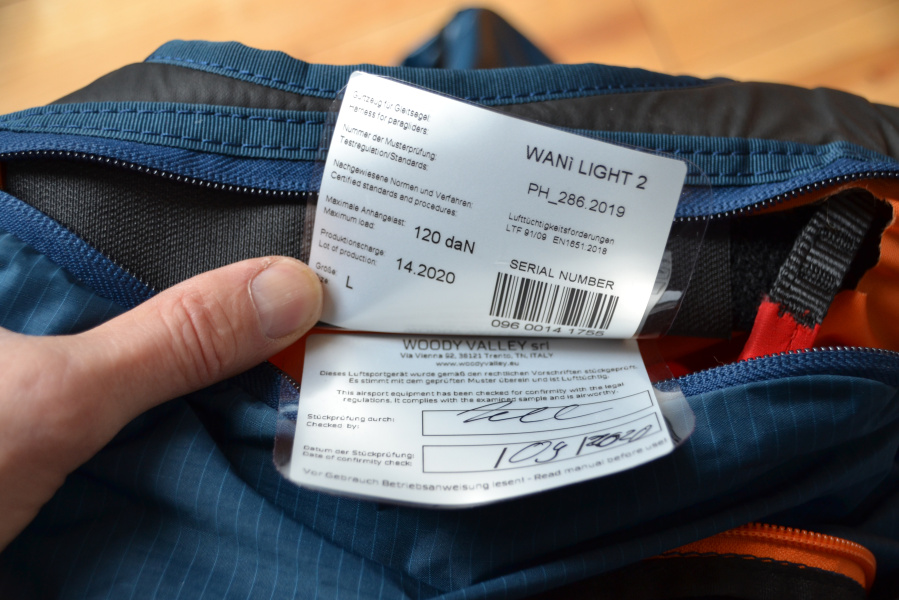 Gurtzeug für Gleitsegel:
Harness for paragliders:
WANi LIGHT 2
Nummer der Musterprüfung:
Testregulation/Standards:
PH_286.2019
Nachgewiesene Normen und Verfahren:
Certified standards and procedures:
Lufttüchtigkeitsforderungen
LTF 91/09 EN1651:2018
Maximale Anhängelast:
Maximum load:
120 daN
Produktionscharge:
Lot of production:
14.2020
Größe
L
SERIAL NUMBER
096 0014 1755
WOODY VALLEY srl
Via Vienna 92, 38121 Trento, TN, ITALY
www.woodyvalley.eu
Dieses Luftsportgerät wurde gemäß den rechtlichen Vorschriften stückgeprüft.
Es stimmt mit dem geprüften Muster überein und ist Lufttüchtig.
This airsport equipment has been checked for confirmity with the legal
regulations. It complies with the examined sample and is airworthy:
Stückprüfung durch:
Checked by:
Datum der Stückprüfung:
Date of confirmity check:
Vor Gebrauch Betriebsanweisung lesen! - Read manual before use!